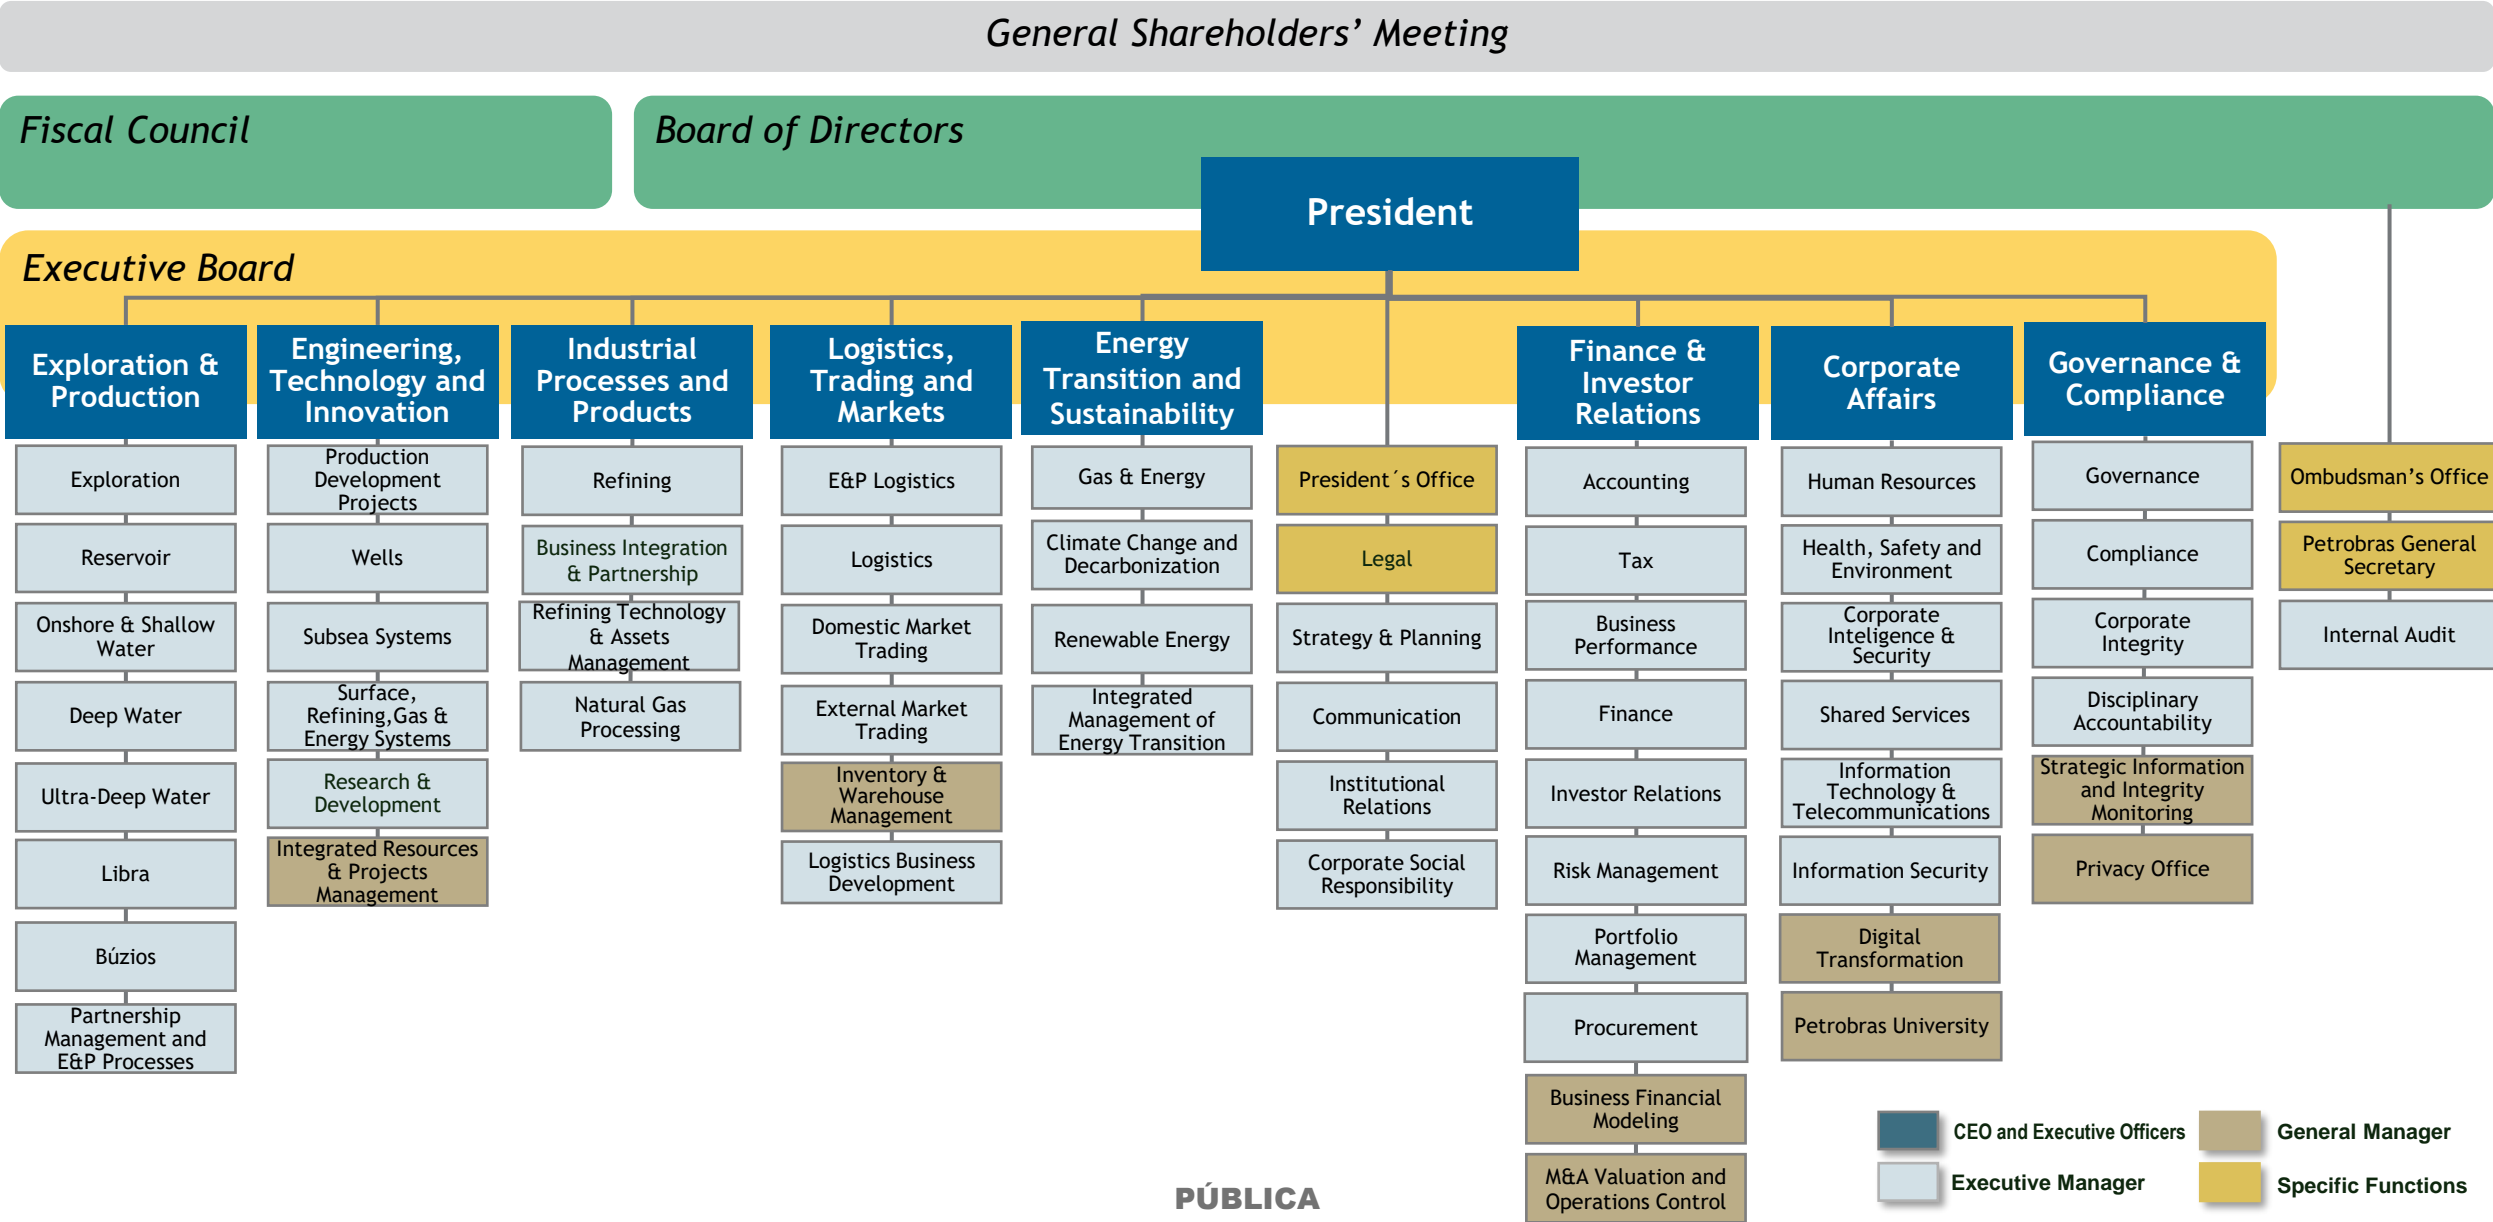 General Shareholders’ Meeting
Fiscal Council
Board of Directors
President
Executive Board
Exploration &
Production
Exploration
Reservoir
Onshore & Shallow
Water
Deep Water
Ultra-Deep Water
Libra
Búzios
Partnership
Management and
E&P Processes
Engineering,
Technology and
Innovation
Production
Development
Projects
Wells
Subsea Systems
Surface,
Refining,Gas &
Energy Systems
Research &
Development
Integrated Resources
& Projects
Management
Industrial
Processes and
Products
Refining
Business Integration
& Partnership
Refining Technology
& Assets
Management
Natural Gas
Processing
Logistics,
Trading and
Markets
E&P Logistics
Logistics
Domestic Market
Trading
External Market
Trading
Inventory &
Warehouse
Management
Logistics Business
Development
Energy
Transition and
Sustainability
Gas & Energy
Climate Change and
Decarbonization
Renewable Energy
Integrated
Management of
Energy Transition
President´s Office
Legal
Strategy & Planning
Communication
Institutional
Relations
Corporate Social
Responsibility
Finance &
Investor
Relations
Accounting
Tax
Business
Performance
Finance
Investor Relations
Risk Management
Portfolio
Management
Procurement
Business Financial
Modeling
M&A Valuation and
Operations Control
Corporate
Affairs
Human Resources
Health, Safety and
Environment
Corporate
Inteligence &
Security
Shared Services
Information
Technology &
Telecommunications
Information Security
Digital
Transformation
Petrobras University
Governance &
Compliance
Governance
Compliance
Corporate
Integrity
Disciplinary
Accountability
Strategic Information
and Integrity
Monitoring
Privacy Office
Ombudsman’s Office
Petrobras General
Secretary
Internal Audit
CEO and Executive Officers
General Manager
Executive Manager
Specific Functions
PÚBLICA